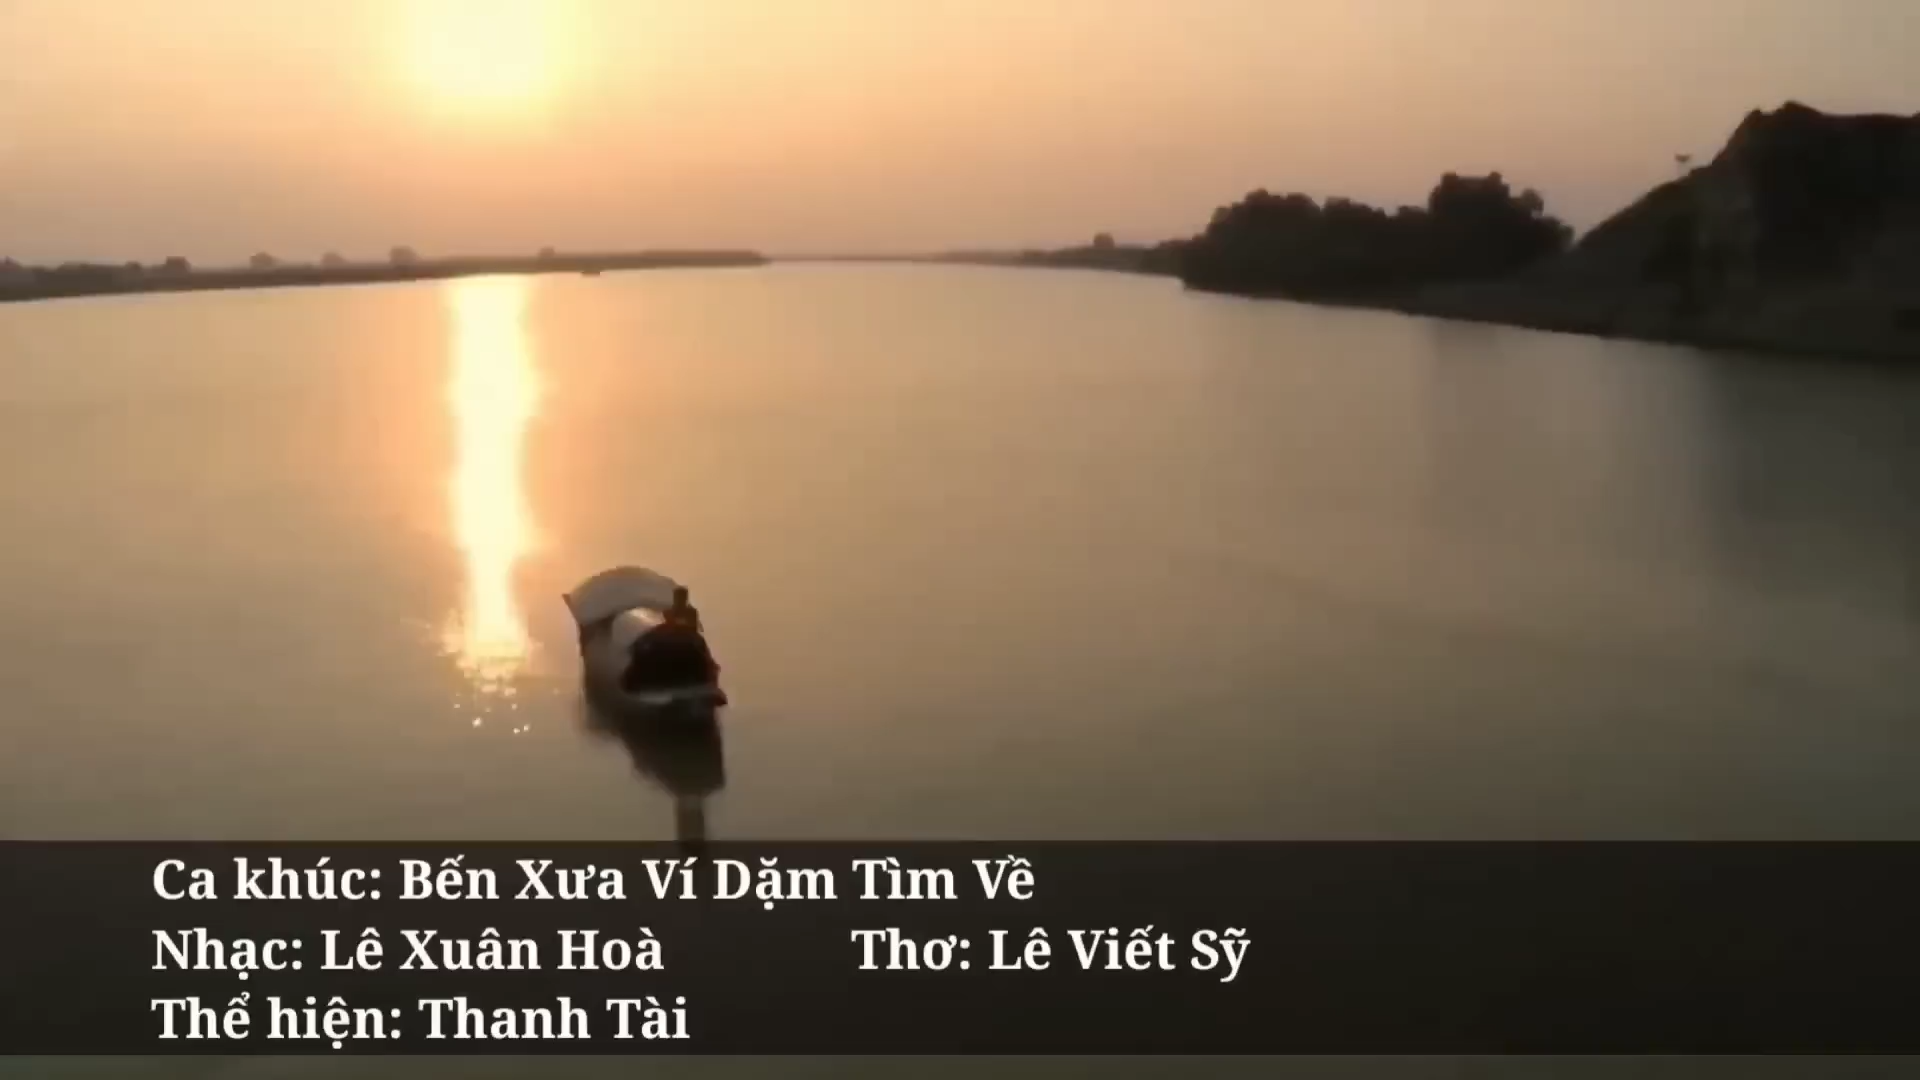 Ca khúc: Bến Xưa Ví Dặm Tìm Về
Nhạc: Lê Xuân Hoà Thơ: Lê Viết Sỹ
Thể hiện: Thanh Tài